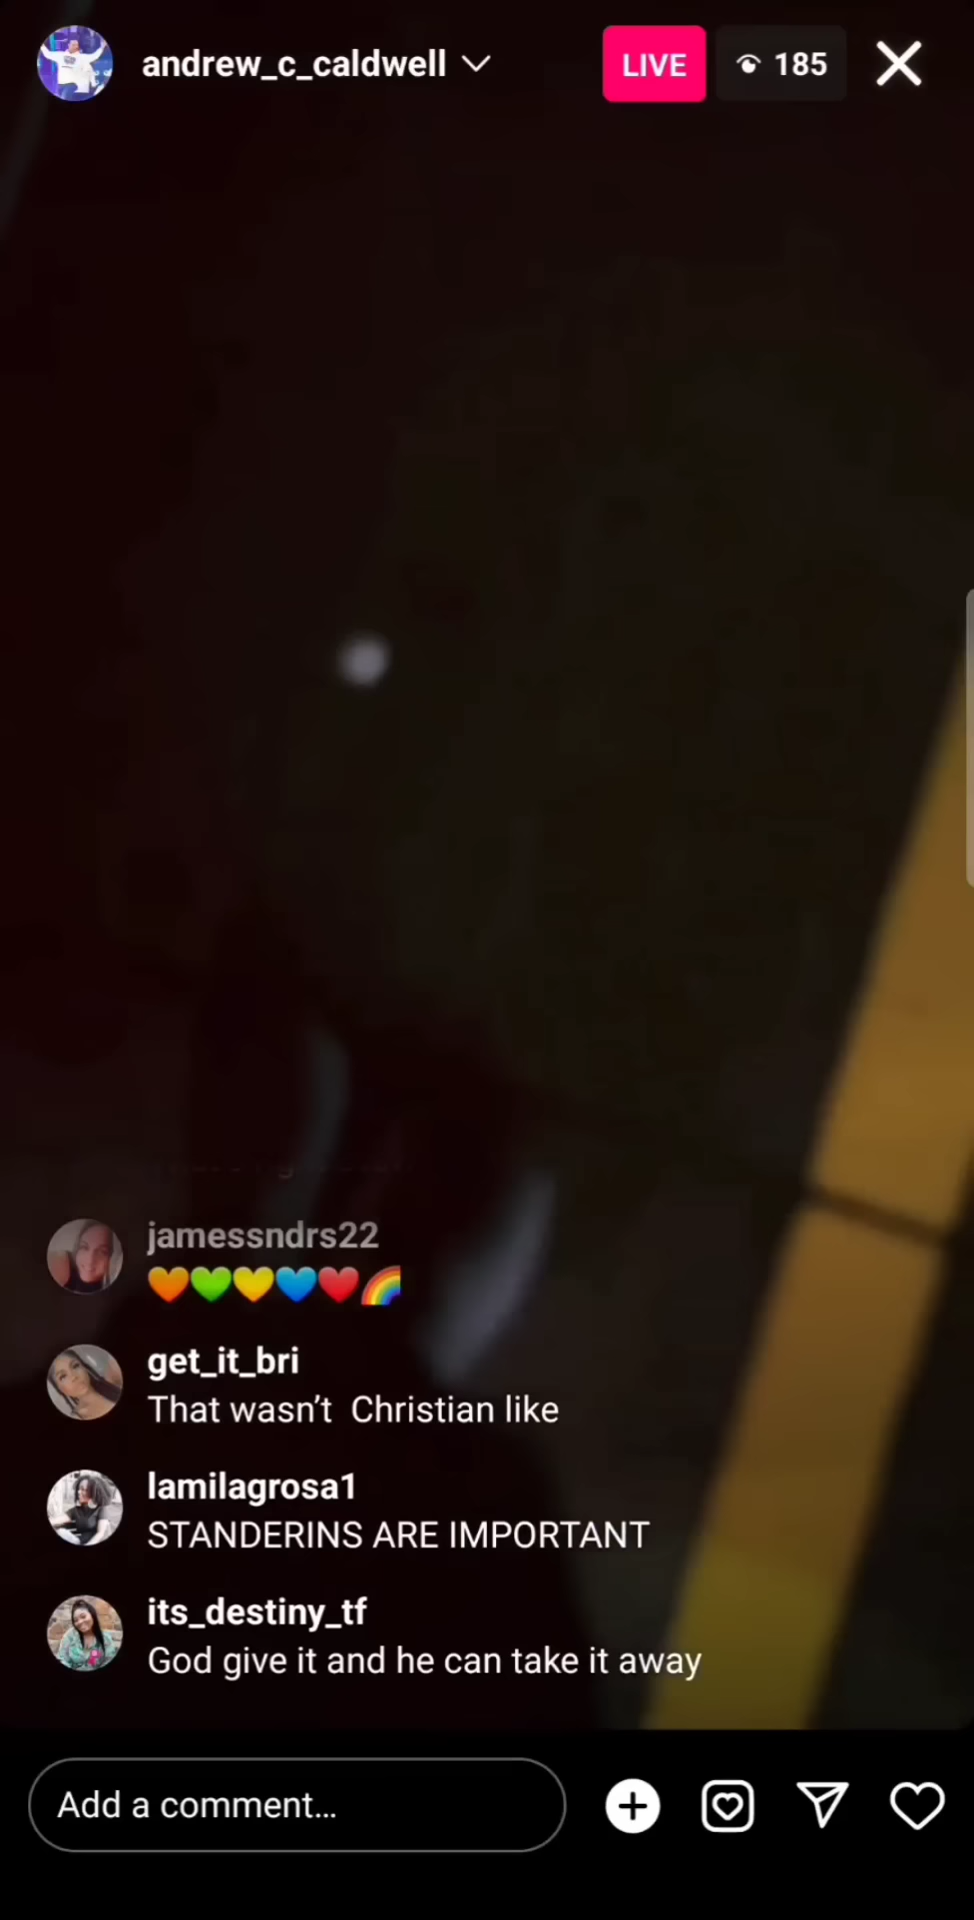 andrew_c_caldwell
LIVE
185
jamessndrs22
🧡💚💛💙❤️🌈
get_it_bri
That wasn’t  Christian like
lamilagrosa1
STANDERINS ARE IMPORTANT
its_destiny_tf
God give it and he can take it away
Add a comment...